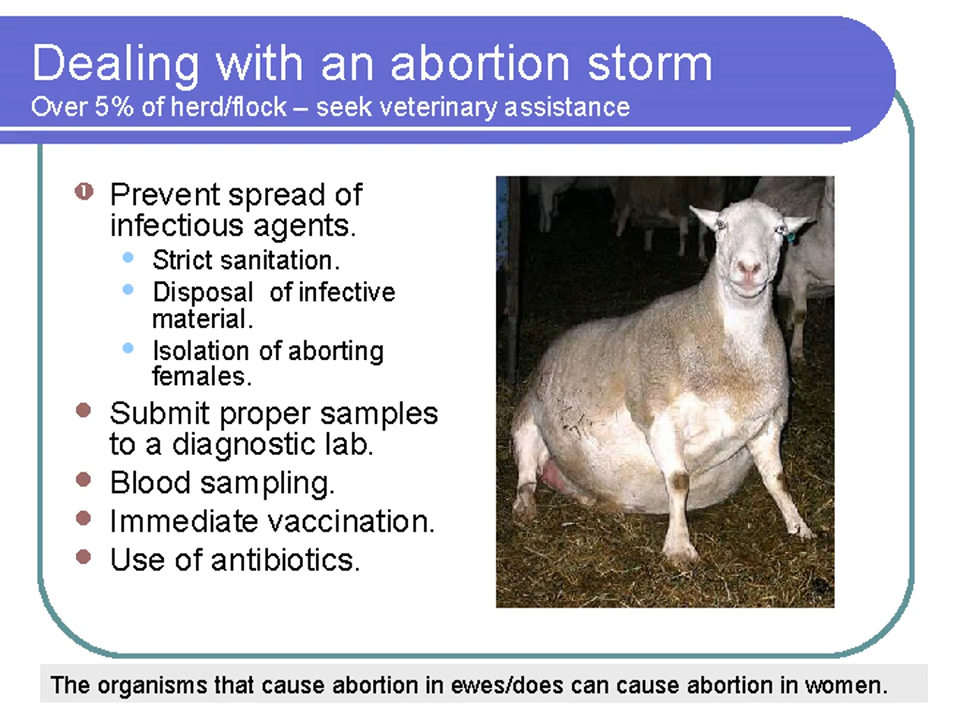 Dealing with an abortion storm
Over 5% of herd/flock – seek veterinary assistance
Prevent spread of
infectious agents.
Strict sanitation.
Disposal of infective
material.
Isolation of aborting
females.
Submit proper samples
to a diagnostic lab.
Blood sampling.
Immediate vaccination.
Use of antibiotics.
The organisms that cause abortion in ewes/does can cause abortion in women.